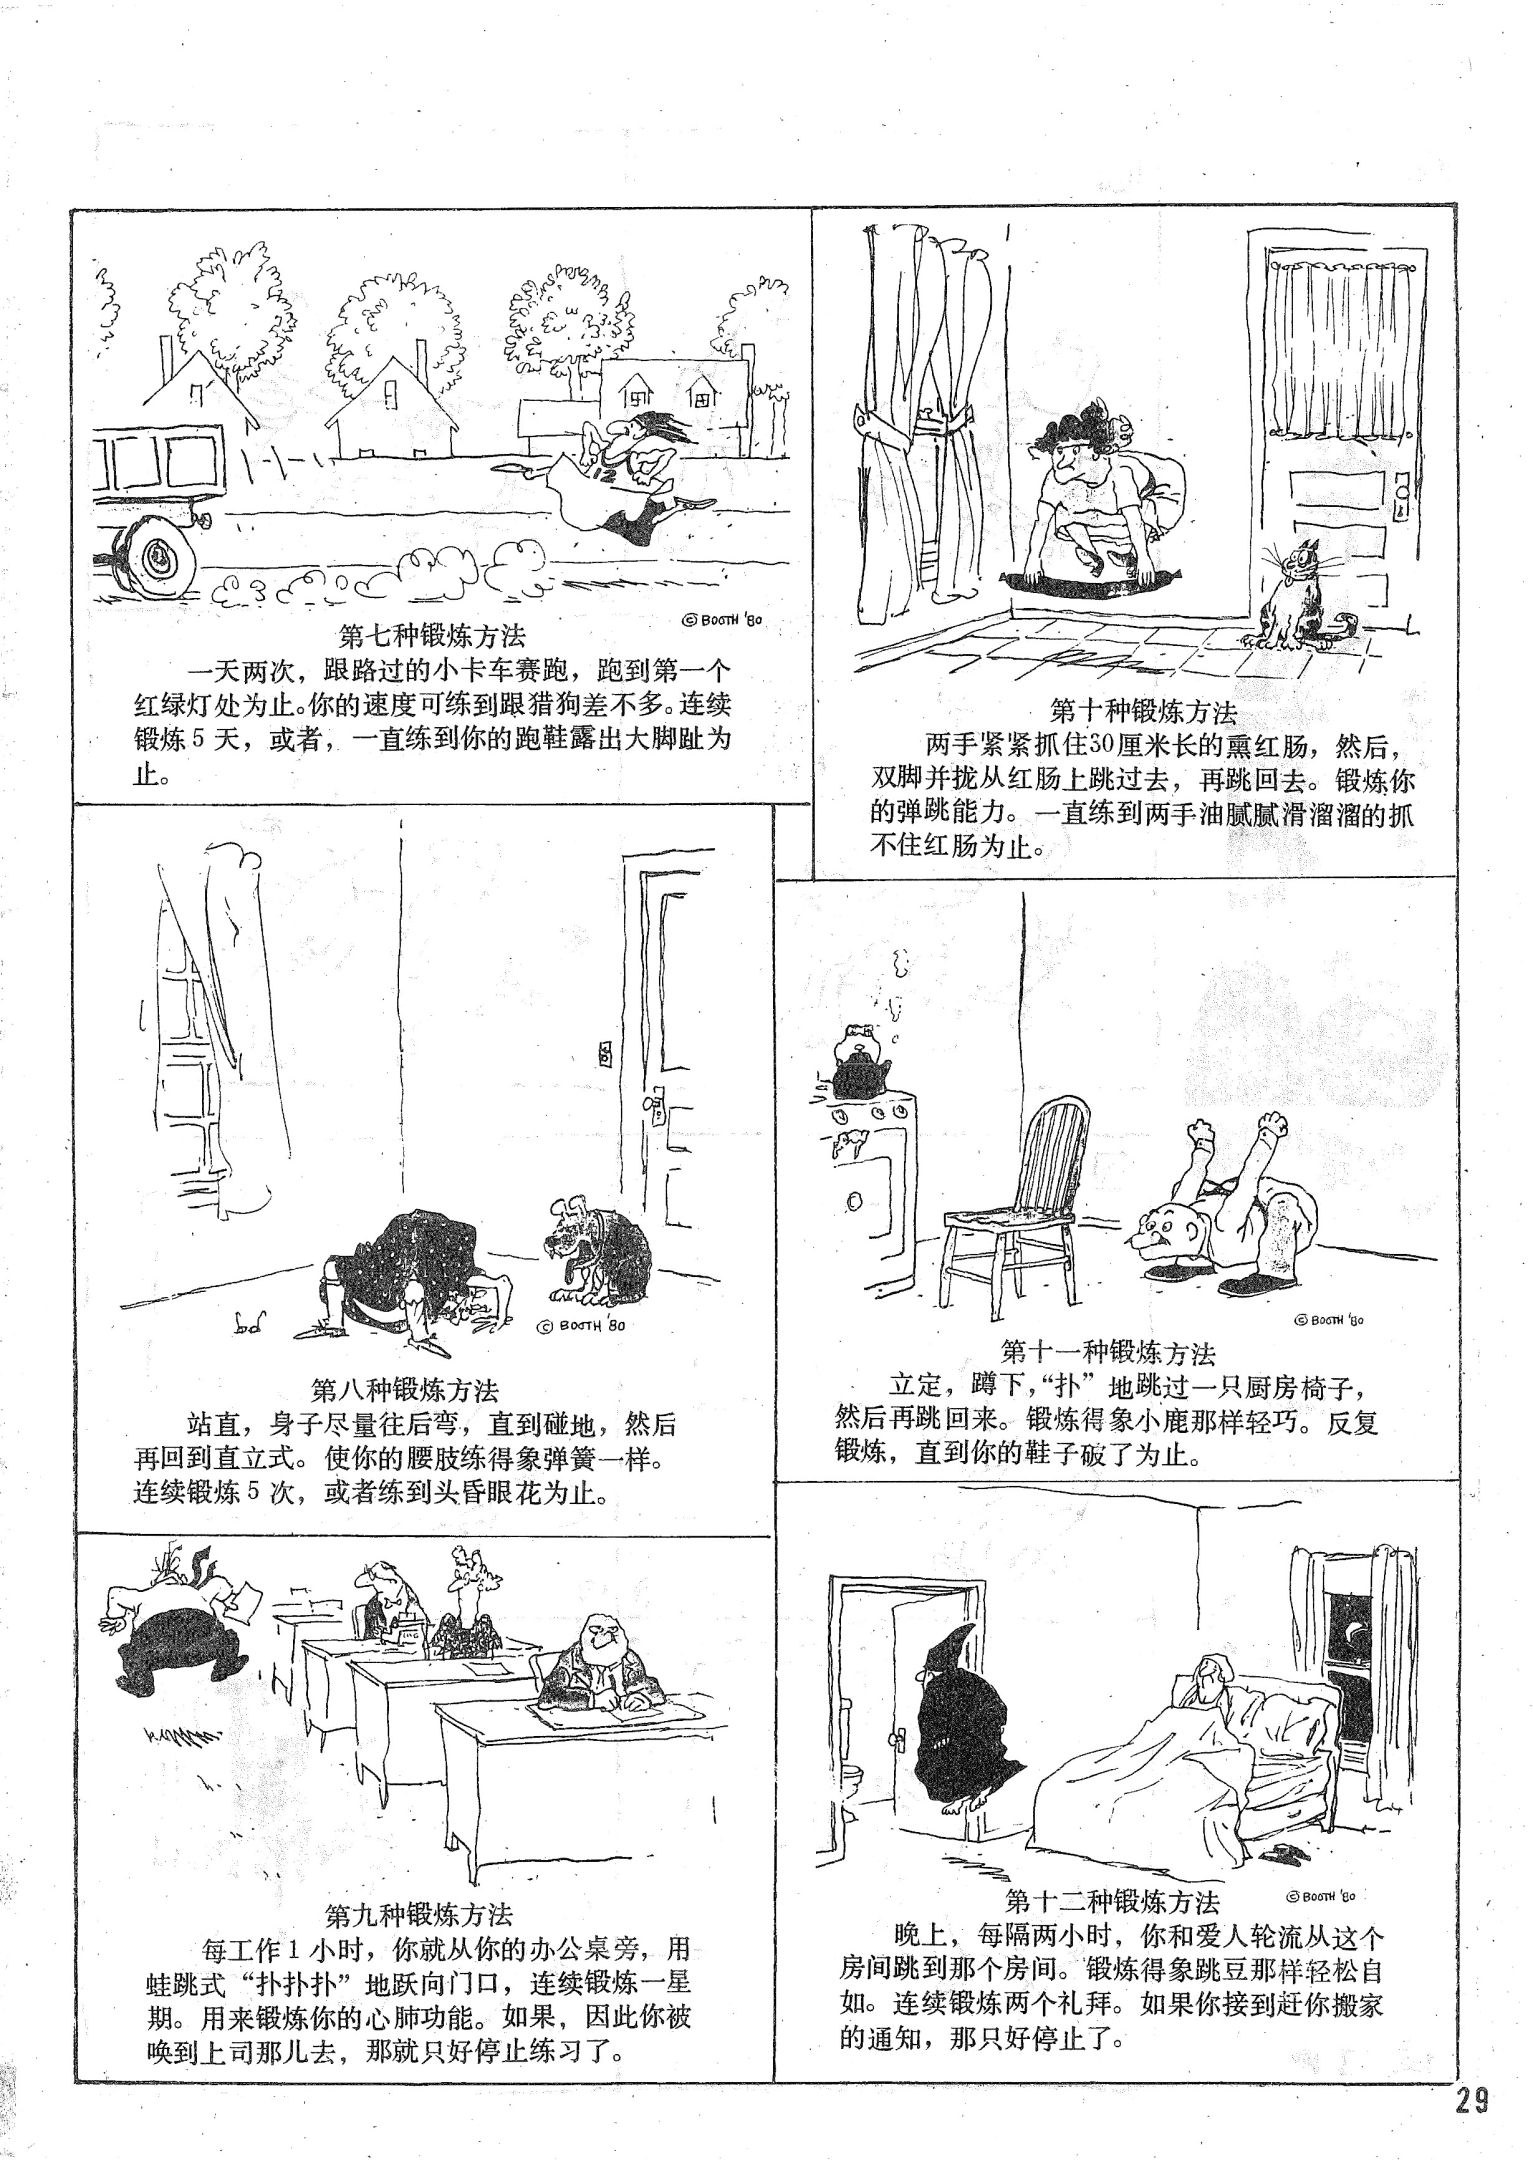 © BOOTH '80
第七种锻炼方法
一天两次，跟路过的小卡车赛跑，跑到第一个
红绿灯处为止。你的速度可练到跟猎狗差不多。连续
锻炼5天，或者，一直练到你的跑鞋露出大脚趾为
止。
© BOOTH '80
第八种锻炼方法
站直，身子尽量往后弯，直到碰地，然后
再回到直立式。使你的腰肢练得象弹簧一样。
连续锻炼5次，或者练到头昏眼花为止。
第九种锻炼方法
每工作1小时，你就从你的办公桌旁，用
蛙跳式“扑扑扑”地跃向门口，连续锻炼一星
期。用来锻炼你的心肺功能。如果，因此你被
唤到上司那儿去，那就只好停止练习了。
第十种锻炼方法
两手紧紧抓住30厘米长的熏红肠，然后，
双脚并拢从红肠上跳过去，再跳回去。锻炼你
的弹跳能力。一直练到两手油腻腻滑溜溜的抓
不住红肠为止。
© BOOTH '80
第十一种锻炼方法
立定，蹲下，“扑”地跳过一只厨房椅子，
然后再跳回来。锻炼得象小鹿那样轻巧。反复
锻炼，直到你的鞋子破了为止。
第十二种锻炼方法
© BOOTH '80
晚上，每隔两小时，你和爱人轮流从这个
房间跳到那个房间。锻炼得象跳豆那样轻松自
如。连续锻炼两个礼拜。如果你接到赶你搬家
的通知，那只好停止了。
29
12